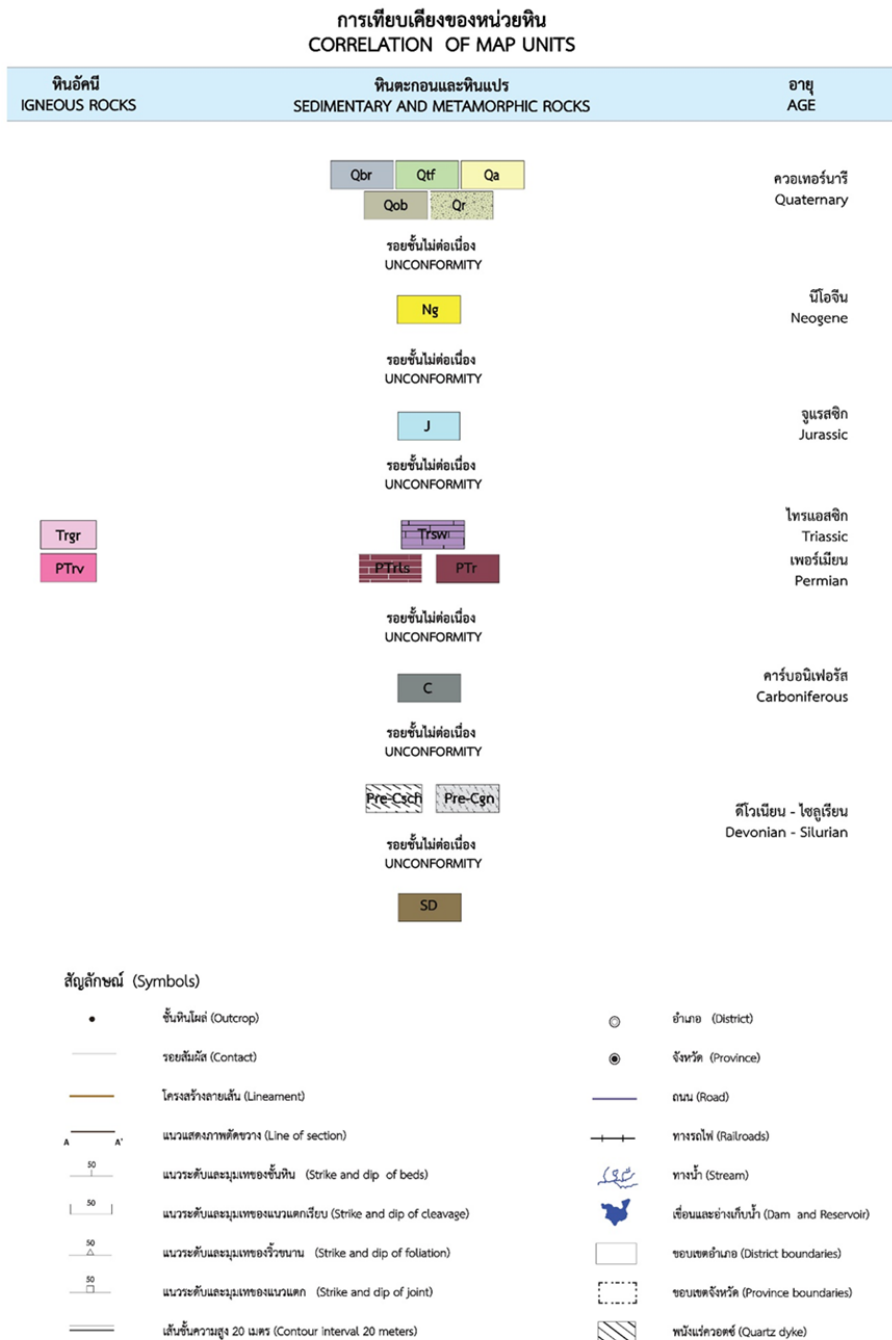 การเทียบเคียงของหน่วยหิน
CORRELATION OF MAP UNITS
หินอัคนี
IGNEOUS ROCKS
หินตะกอนและหินแปร
SEDIMENTARY AND METAMORPHIC ROCKS
อายุ
AGE
Qbr Qtf Qa
Qob Qr
ควอเทอร์นารี
Quaternary
รอยชั้นไม่ต่อเนื่อง
UNCONFORMITY
Ng
นีโอจีน
Neogene
รอยชั้นไม่ต่อเนื่อง
UNCONFORMITY
J
จูแรสซิก
Jurassic
รอยชั้นไม่ต่อเนื่อง
UNCONFORMITY
Trgr
Trsw
ไทรแอสซิก
Triassic
PTrv
PTrls PTr
เพอร์เมียน
Permian
รอยชั้นไม่ต่อเนื่อง
UNCONFORMITY
C
คาร์บอนิเฟอรัส
Carboniferous
รอยชั้นไม่ต่อเนื่อง
UNCONFORMITY
Pre-Csch Pre-Cgn
ดีโวเนียน - ไซลูเรียน
Devonian - Silurian
รอยชั้นไม่ต่อเนื่อง
UNCONFORMITY
SD
สัญลักษณ์ (Symbols)
ชั้นหินโผล่ (Outcrop)
อำเภอ (District)
รอยสัมผัส (Contact)
จังหวัด (Province)
โครงสร้างลายเส้น (Lineament)
ถนน (Road)
A A' แนวแสดงภาพตัดขวาง (Line of section)
ทางรถไฟ (Railroads)
50 แนวระดับและมุมเทของชั้นหิน (Strike and dip of beds)
ทางน้ำ (Stream)
50 แนวระดับและมุมเทของแนวแตกเรียบ (Strike and dip of cleavage)
เขื่อนและอ่างเก็บน้ำ (Dam and Reservoir)
50 แนวระดับและมุมเทของริ้วขนาน (Strike and dip of foliation)
ขอบเขตอำเภอ (District boundaries)
50 แนวระดับและมุมเทของแนวแตก (Strike and dip of joint)
ขอบเขตจังหวัด (Province boundaries)
เส้นชั้นความสูง 20 เมตร (Contour interval 20 meters)
พนังแร่ควอตซ์ (Quartz dyke)